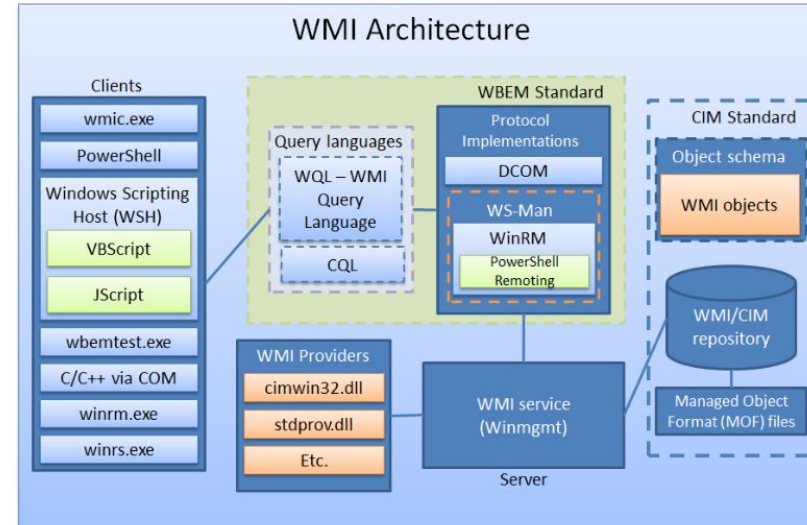 WMI Architecture
Clients
wmic.exe
PowerShell
Windows Scripting
Host (WSH)
VBScript
JScript
wbemtest.exe
C/C++ via COM
winrm.exe
winrs.exe
WBEM Standard
Query languages
WQL – WMI
Query
Language
CQL
Protocol
Implementations
DCOM
WS-Man
WinRM
PowerShell
Remoting
WMI Providers
cimwin32.dll
stdprov.dll
Etc.
WMI service
(Winmgmt)
Server
CIM Standard
Object schema
WMI objects
WMI/CIM
repository
Managed Object
Format (MOF) files